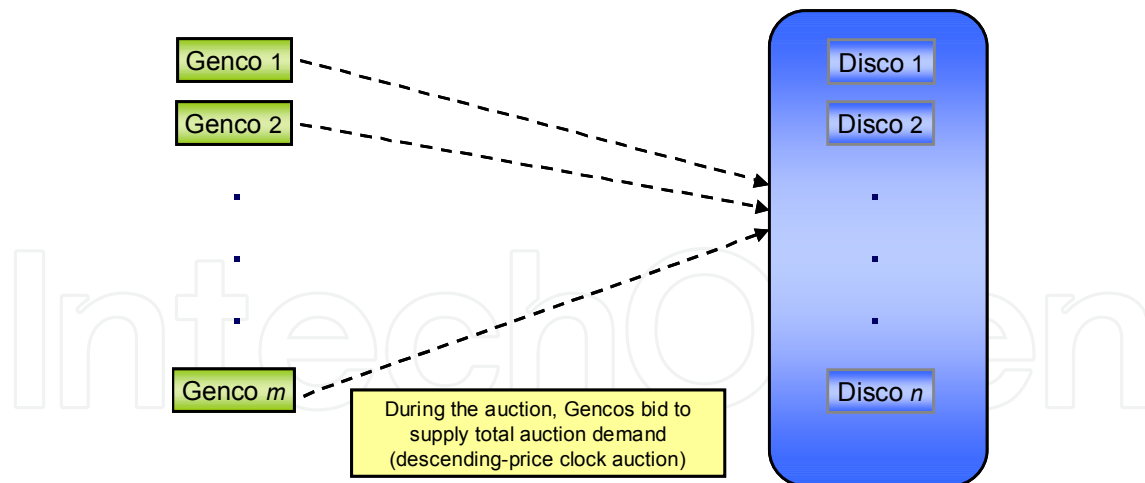 Genco 1
Disco 1
Genco 2
Disco 2
IntechOpen
Genco m
Disco n
During the auction, Gencos bid to
supply total auction demand
(descending-price clock auction)